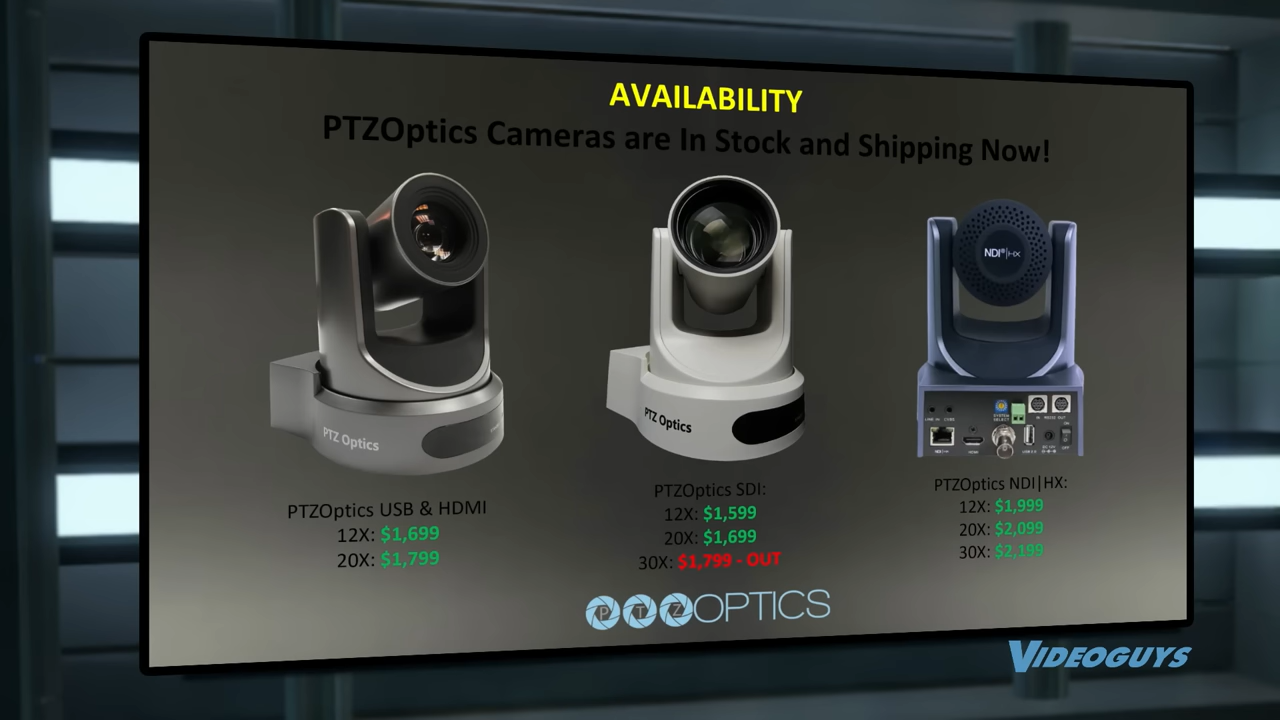 AVAILABILITY
PTZOptics Cameras are In Stock and Shipping Now!
NDI®|HX
PTZ Optics
PTZ Optics
PTZOptics USB & HDMI
12X: $1,699
20X: $1,799
PTZOptics SDI:
12X: $1,599
20X: $1,699
30X: $1,799 - OUT
PTZOptics NDI|HX:
12X: $1,999
20X: $2,099
30X: $2,199
PTZOPTICS
VIDEOGUYS